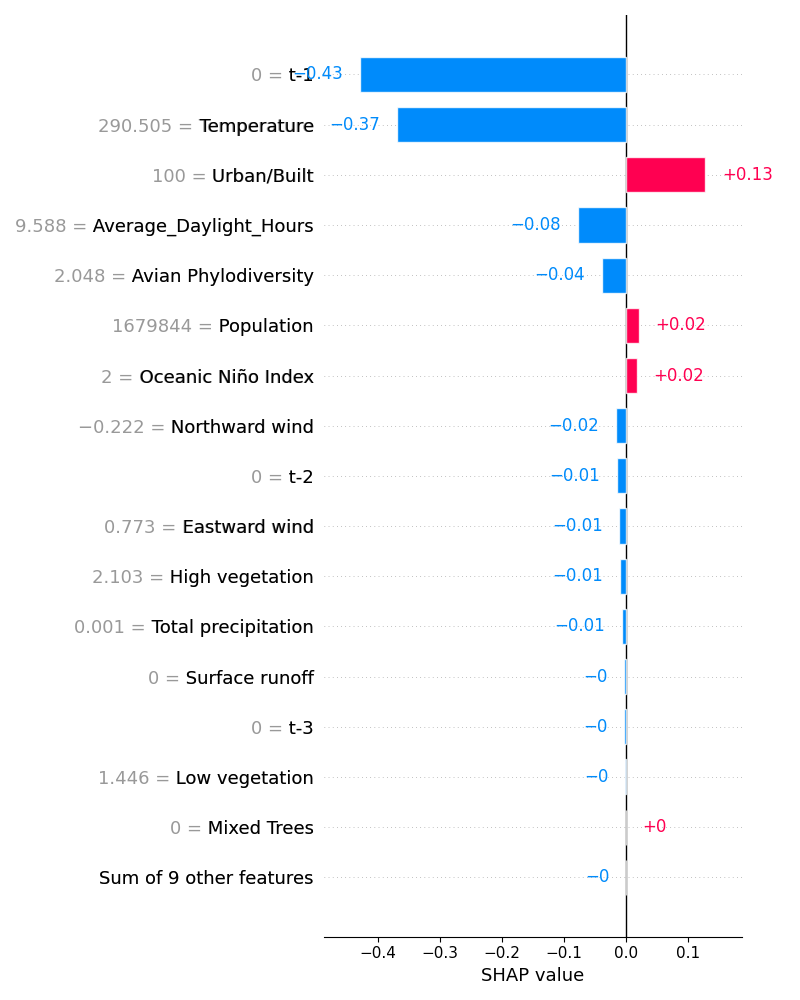 0 = t-1 −0.43
290.505 = Temperature −0.37
100 = Urban/Built +0.13
9.588 = Average_Daylight_Hours −0.08
2.048 = Avian Phylodiversity −0.04
1679844 = Population +0.02
2 = Oceanic Niño Index +0.02
−0.222 = Northward wind −0.02
0 = t-2 −0.01
0.773 = Eastward wind −0.01
2.103 = High vegetation −0.01
0.001 = Total precipitation −0.01
0 = Surface runoff −0
0 = t-3 −0
1.446 = Low vegetation −0
0 = Mixed Trees +0
Sum of 9 other features −0
−0.4 −0.3 −0.2 −0.1 0.0 0.1
SHAP value